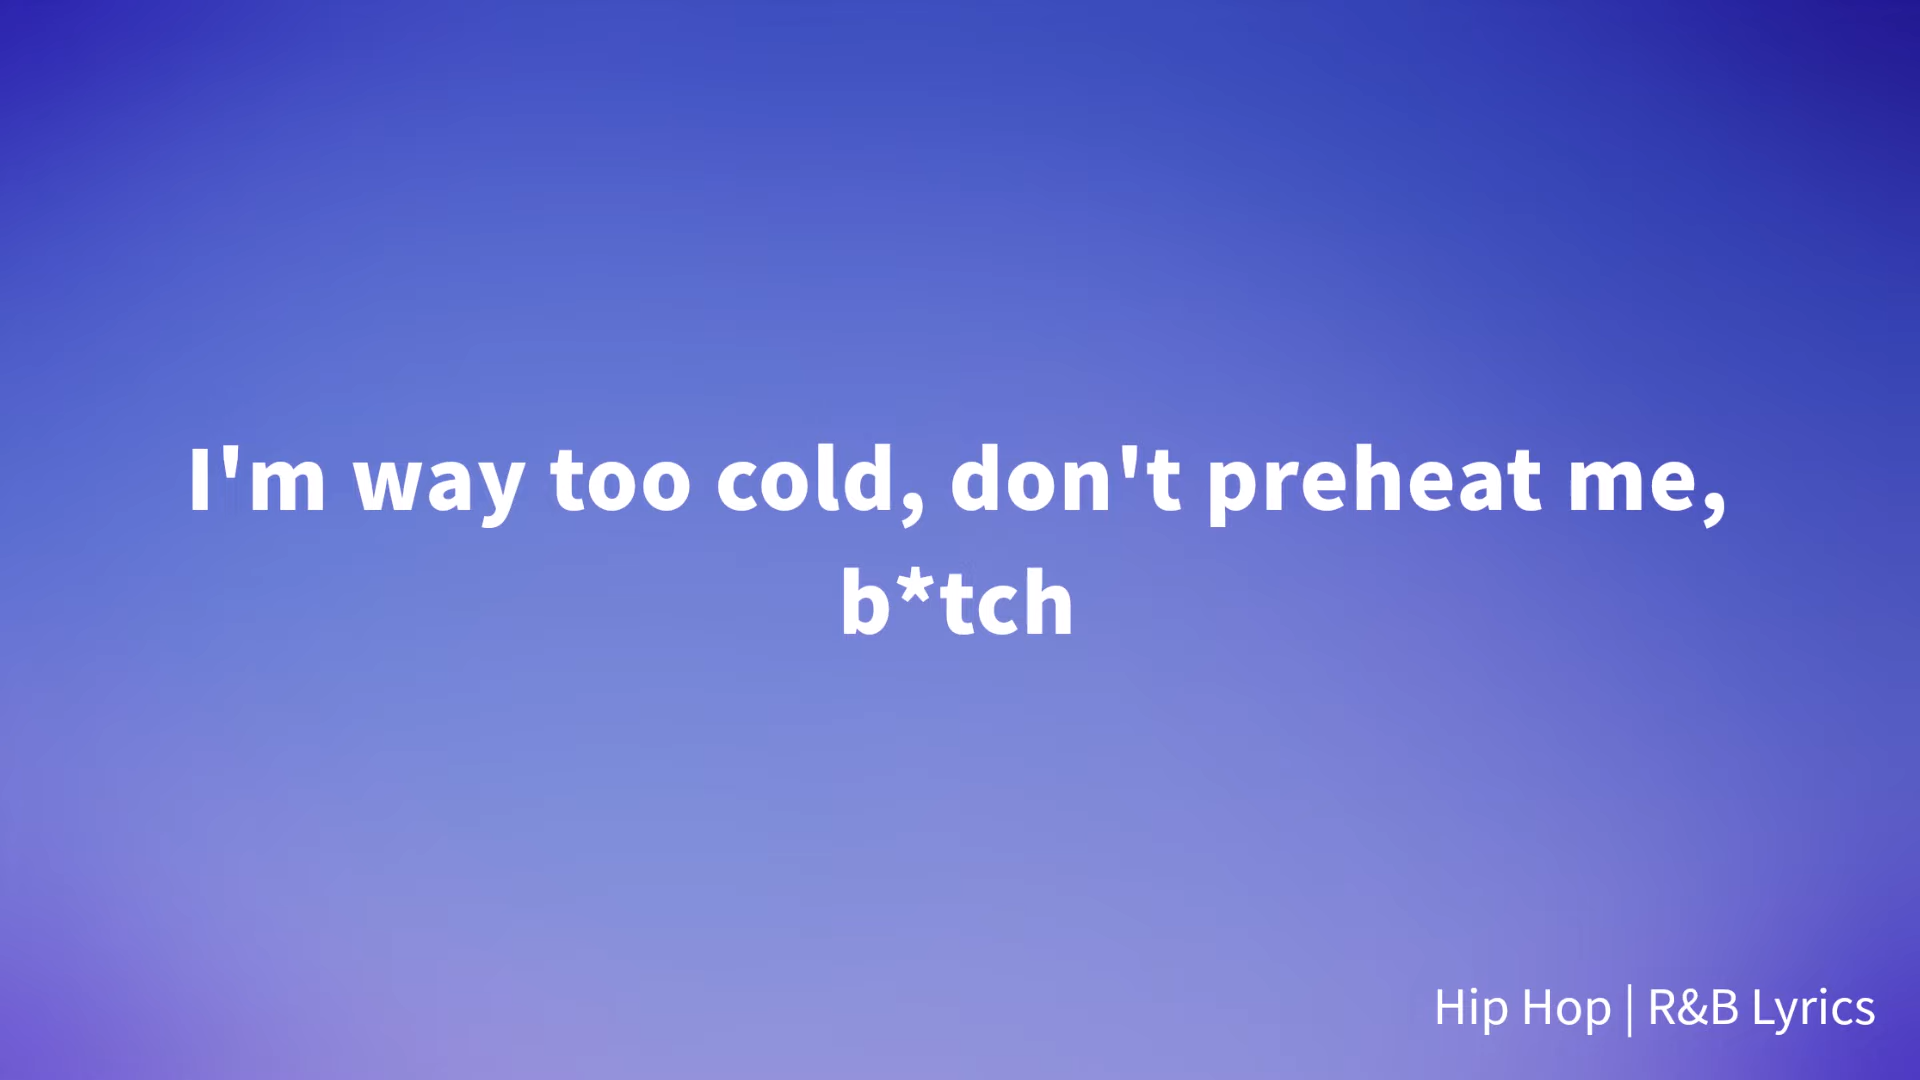 I'm way too cold, don't preheat me,
b*tch
Hip Hop | R&B Lyrics